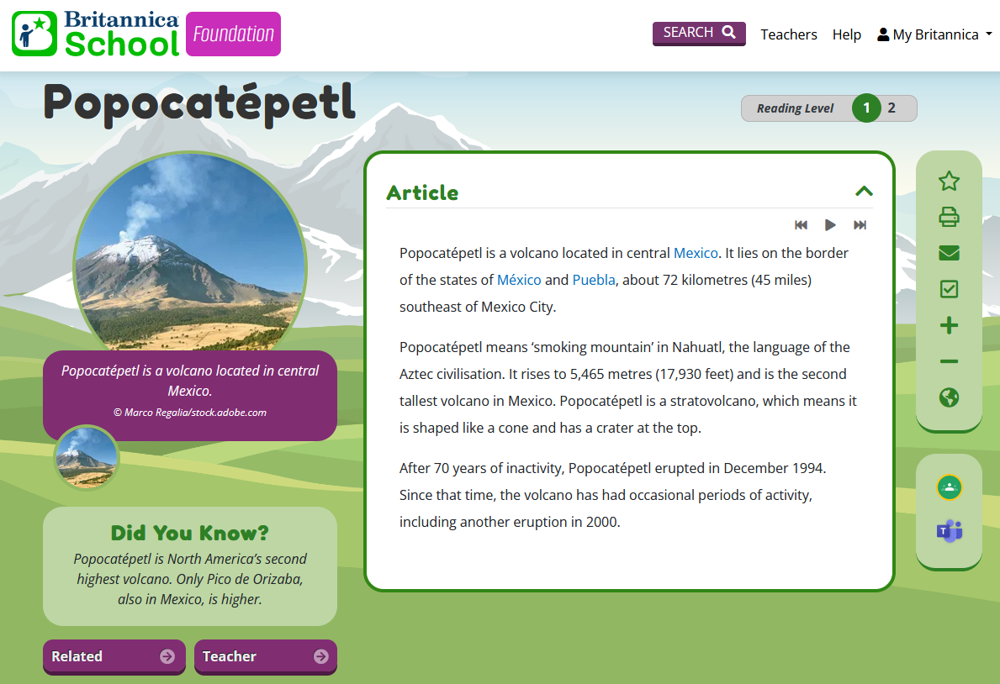 Britannica
School
Foundation
SEARCH
Teachers
Help
My Britannica
Popocatépetl
Reading Level 1 2
Popocatépetl is a volcano located in central
Mexico.
© Marco Regalia/stock.adobe.com
Did You Know?
Popocatépetl is North America’s second
highest volcano. Only Pico de Orizaba,
also in Mexico, is higher.
Related
Teacher
Article
Popocatépetl is a volcano located in central Mexico. It lies on the border
of the states of México and Puebla, about 72 kilometres (45 miles)
southeast of Mexico City.
Popocatépetl means ‘smoking mountain’ in Nahuatl, the language of the
Aztec civilisation. It rises to 5,465 metres (17,930 feet) and is the second
tallest volcano in Mexico. Popocatépetl is a stratovolcano, which means it
is shaped like a cone and has a crater at the top.
After 70 years of inactivity, Popocatépetl erupted in December 1994.
Since that time, the volcano has had occasional periods of activity,
including another eruption in 2000.
T